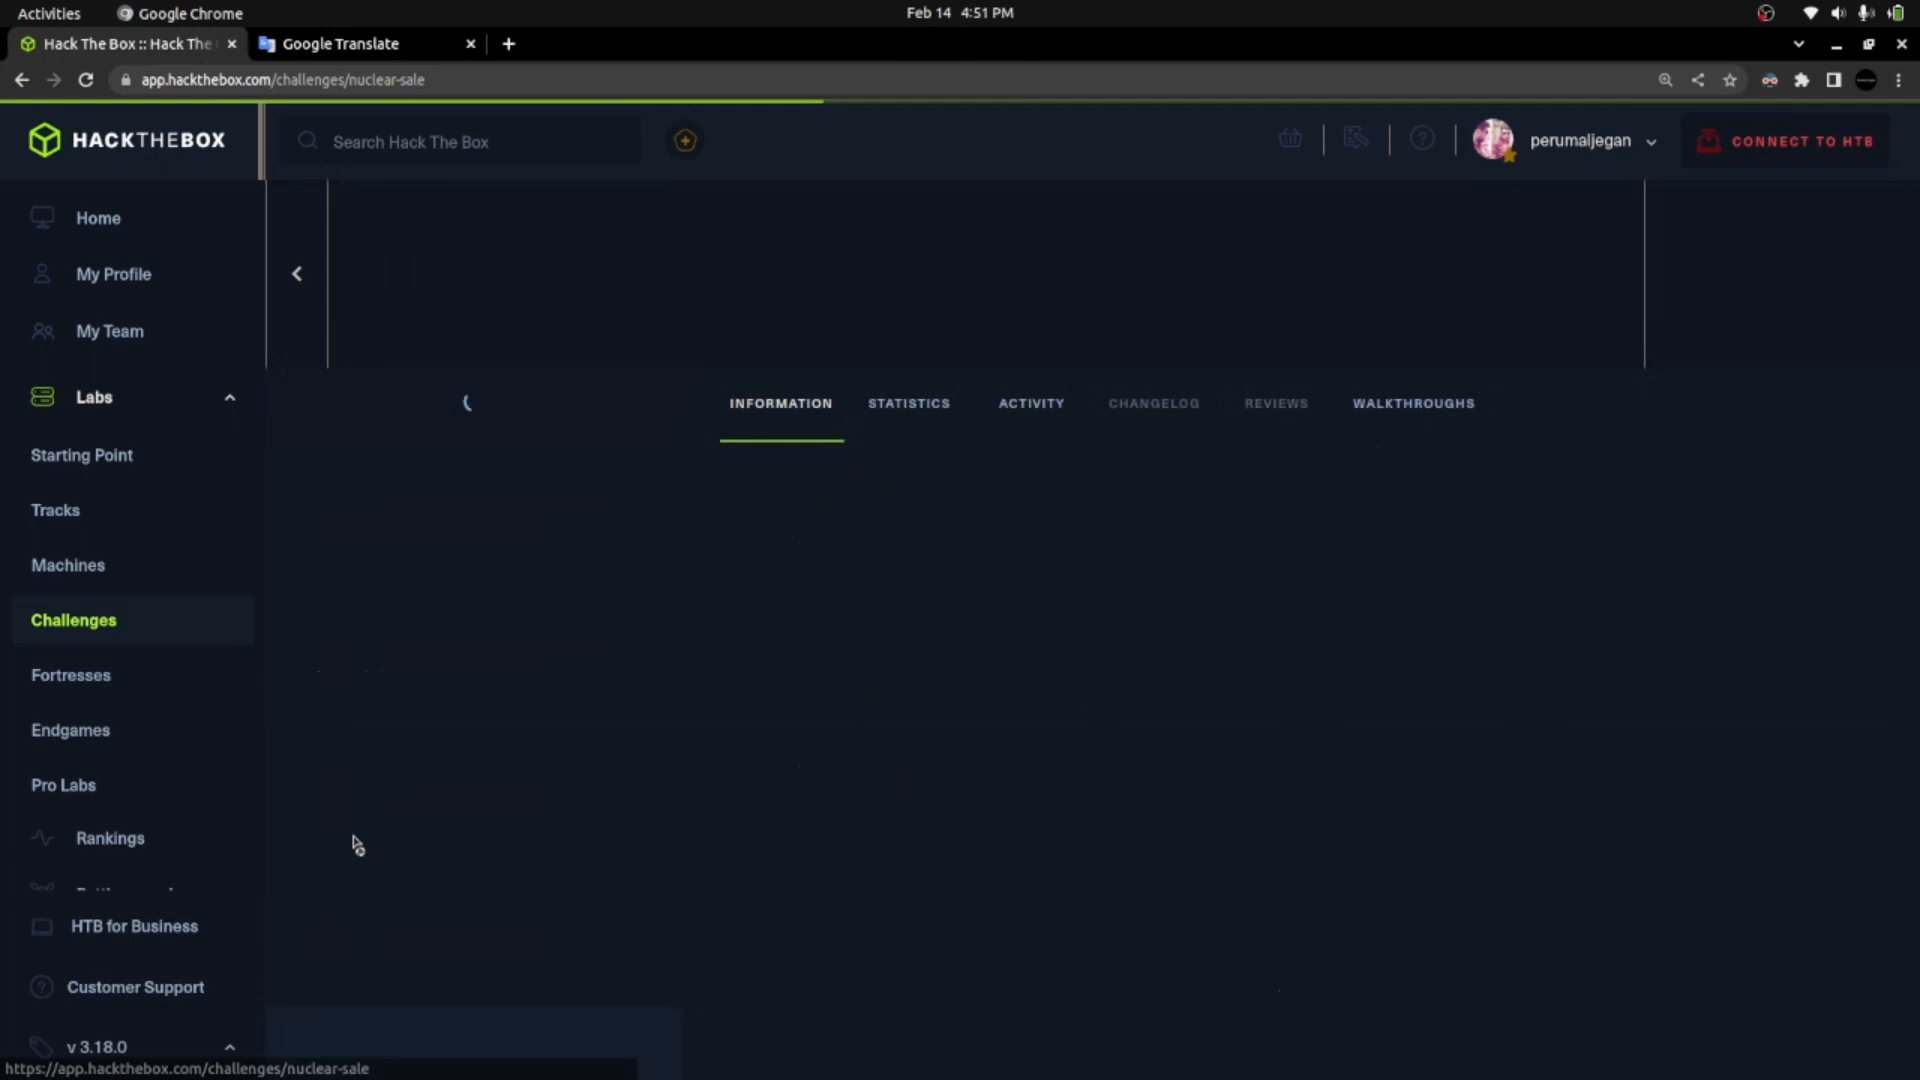 Activities Google Chrome Feb 14 4:51 PM
Hack The Box :: Hack The Google Translate
app.hackthebox.com/challenges/nuclear-sale
HACKTHEBOX Search Hack The Box perumaljegan CONNECT TO HTB
Home
My Profile
My Team
Labs INFORMATION STATISTICS ACTIVITY CHANGELOG REVIEWS WALKTHROUGHS
Starting Point
Tracks
Machines
Challenges
Fortresses
Endgames
Pro Labs
Rankings
HTB for Business
Customer Support
v 3.18.0
https://app.hackthebox.com/challenges/nuclear-sale